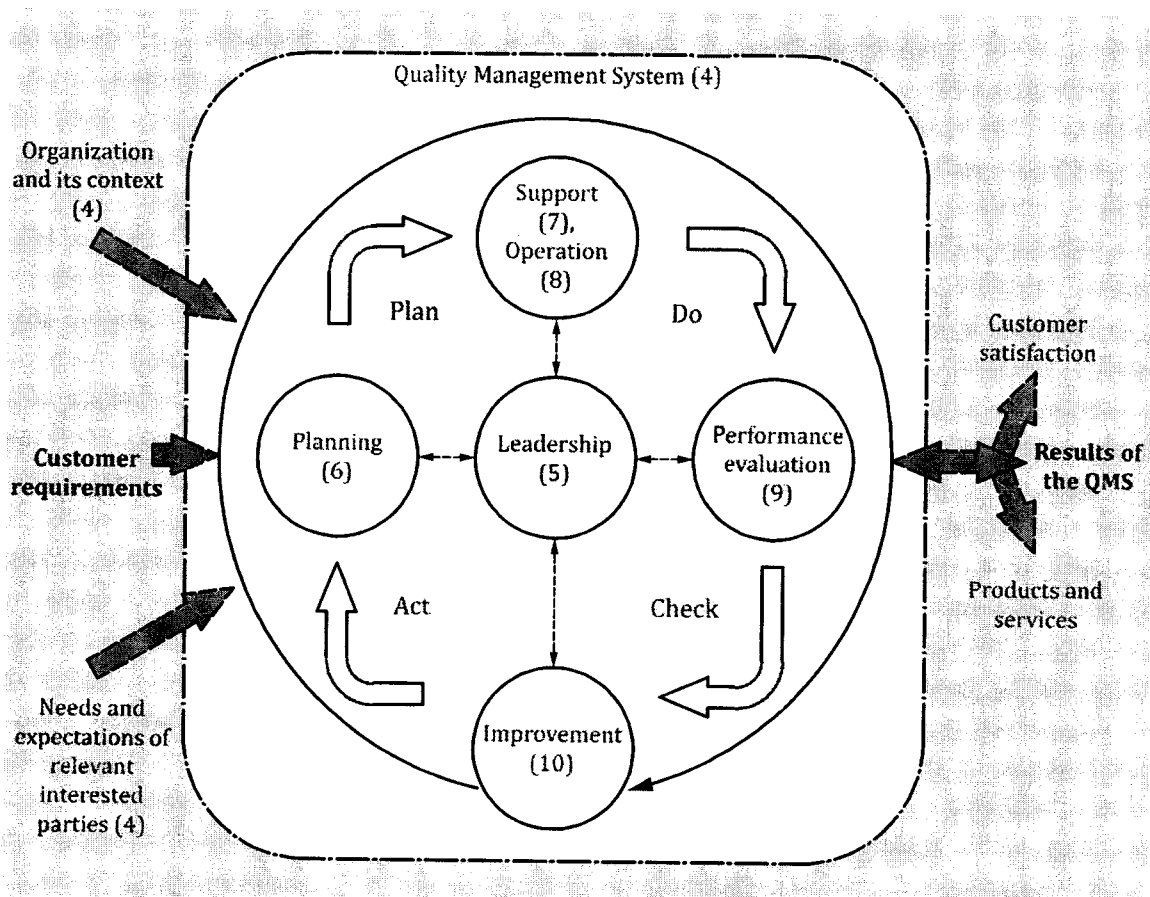 Quality Management System (4)
Organization
and its context
(4)
Support
(7),
Operation
(8)
Plan
Do
Customer
satisfaction
Planning
(6)
Leadership
(5)
Performance
evaluation
(9)
Customer
requirements
Results of
the QMS
Act
Check
Products and
services
Needs and
expectations of
relevant
interested
parties (4)
Improvement
(10)